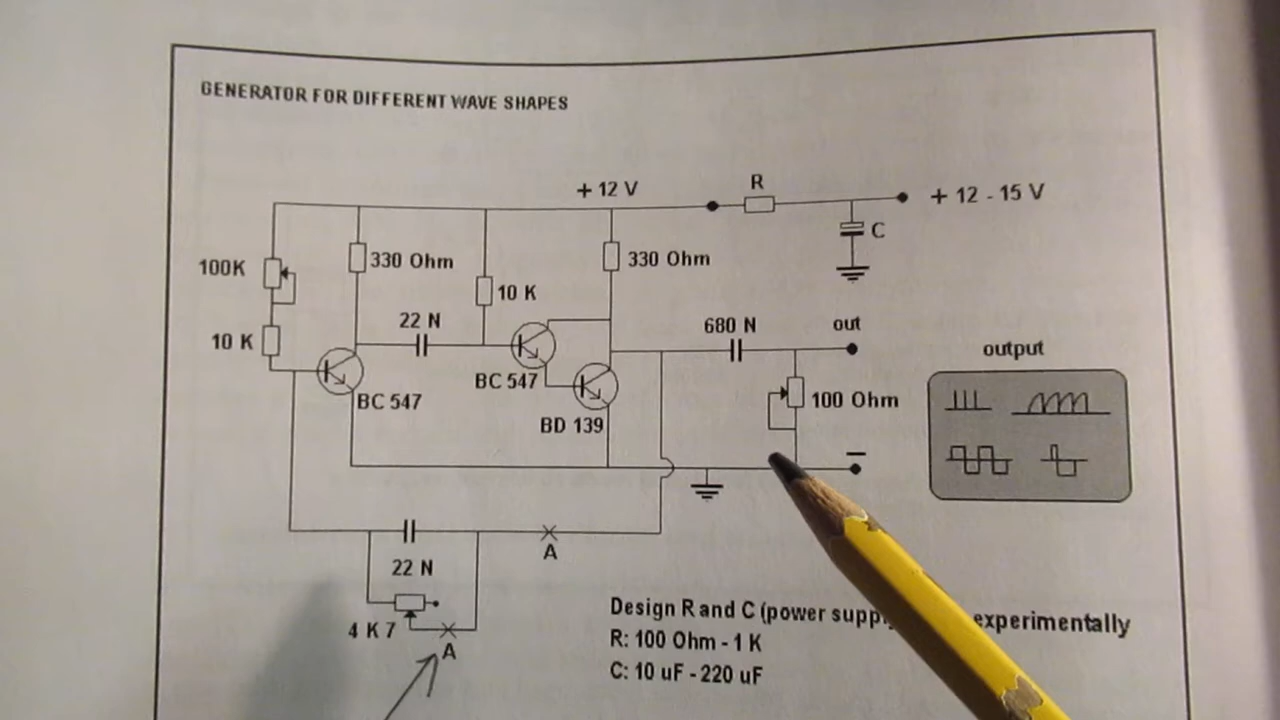 GENERATOR FOR DIFFERENT WAVE SHAPES
+ 12 V
R
+ 12 - 15 V
C
100K
330 Ohm
10 K
330 Ohm
22 N
680 N
out
output
10 K
BC 547
BC 547
100 Ohm
BD 139
A
22 N
4 K 7
A
Design R and C (power experimentally
R: 100 Ohm - 1 K
C: 10 uF - 220 uF